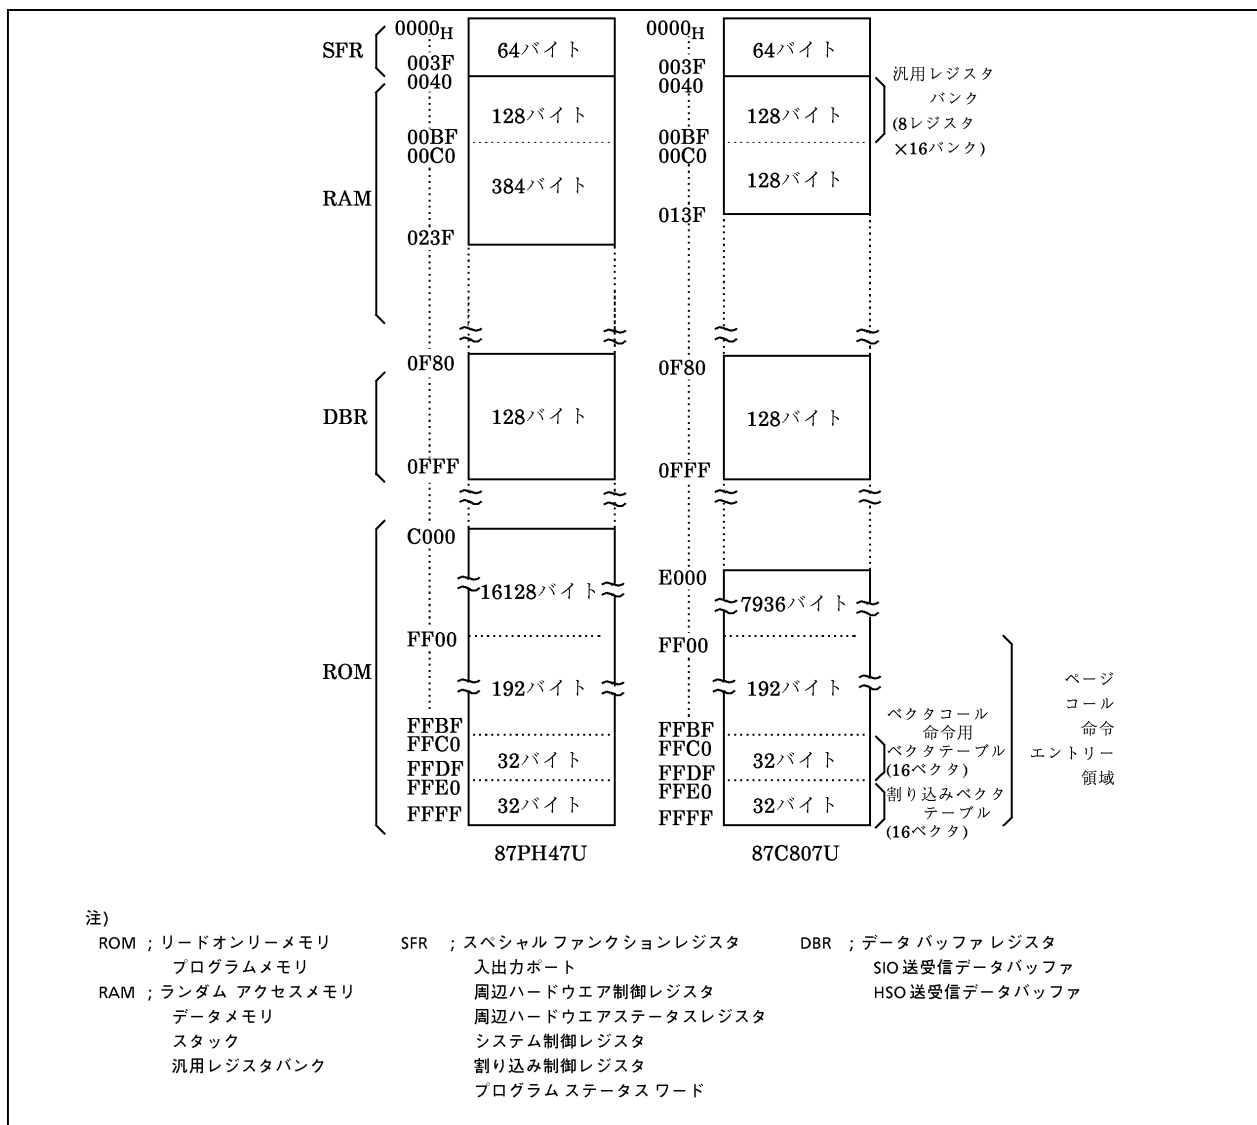 SFR
0000H
64バイト
003F
0040
128バイト
00BF
00C0
RAM
384バイト
023F
0F80
DBR
128バイト
0FFF
C000
16128バイト
FF00
ROM
192バイト
FFBF
FFC0
32バイト
FFDF
FFE0
32バイト
FFFF
87PH47U
0000H
64バイト
003F
0040
汎用レジスタ
バンク
(8レジスタ
×16バンク)
128バイト
00BF
00C0
128バイト
013F
0F80
128バイト
0FFF
E000
7936バイト
FF00
192バイト
FFBF
FFC0
ベクタコール
命令用
ベクタテーブル
(16ベクタ)
32バイト
FFDF
FFE0
割り込みベクタ
テーブル
(16ベクタ)
32バイト
FFFF
ページ
コール
命令
エントリー
領域
87C807U
注)
ROM ; リードオンリーメモリ
プログラムメモリ
RAM ; ランダム アクセスメモリ
データメモリ
スタック
汎用レジスタバンク
SFR ; スペシャル ファンクションレジスタ
入出力ポート
周辺ハードウエア制御レジスタ
周辺ハードウエアステータスレジスタ
システム制御レジスタ
割り込み制御レジスタ
プログラム ステータス ワード
DBR ; データ バッファ レジスタ
SIO 送受信データバッファ
HSO 送受信データバッファ